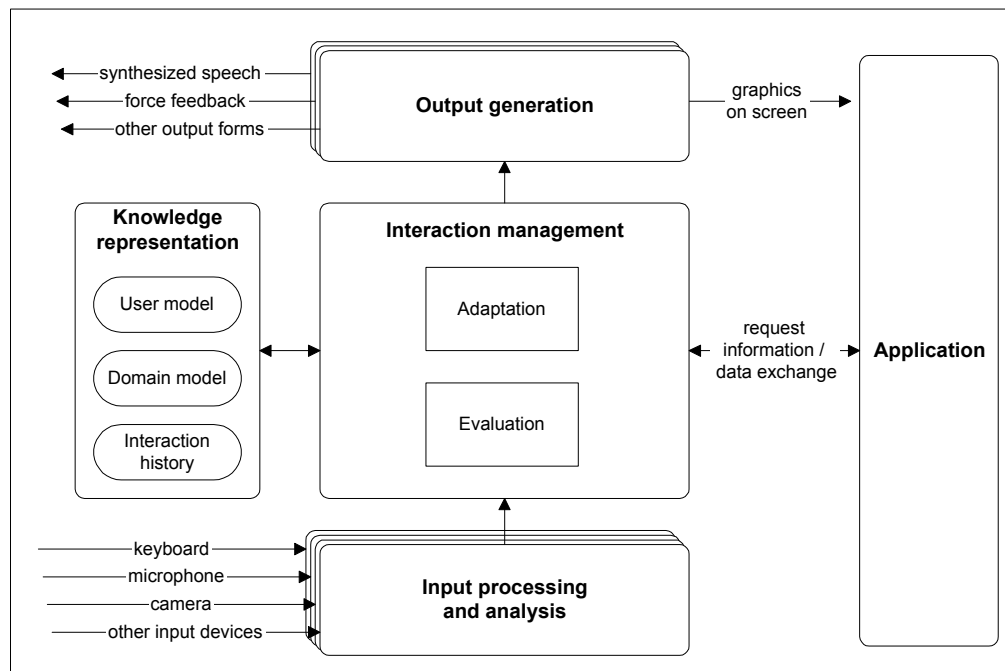 synthesized speech
force feedback
other output forms
Output generation
graphics
on screen
Knowledge
representation
User model
Domain model
Interaction
history
Interaction management
Adaptation
Evaluation
request
information /
data exchange
Application
keyboard
microphone
camera
other input devices
Input processing
and analysis